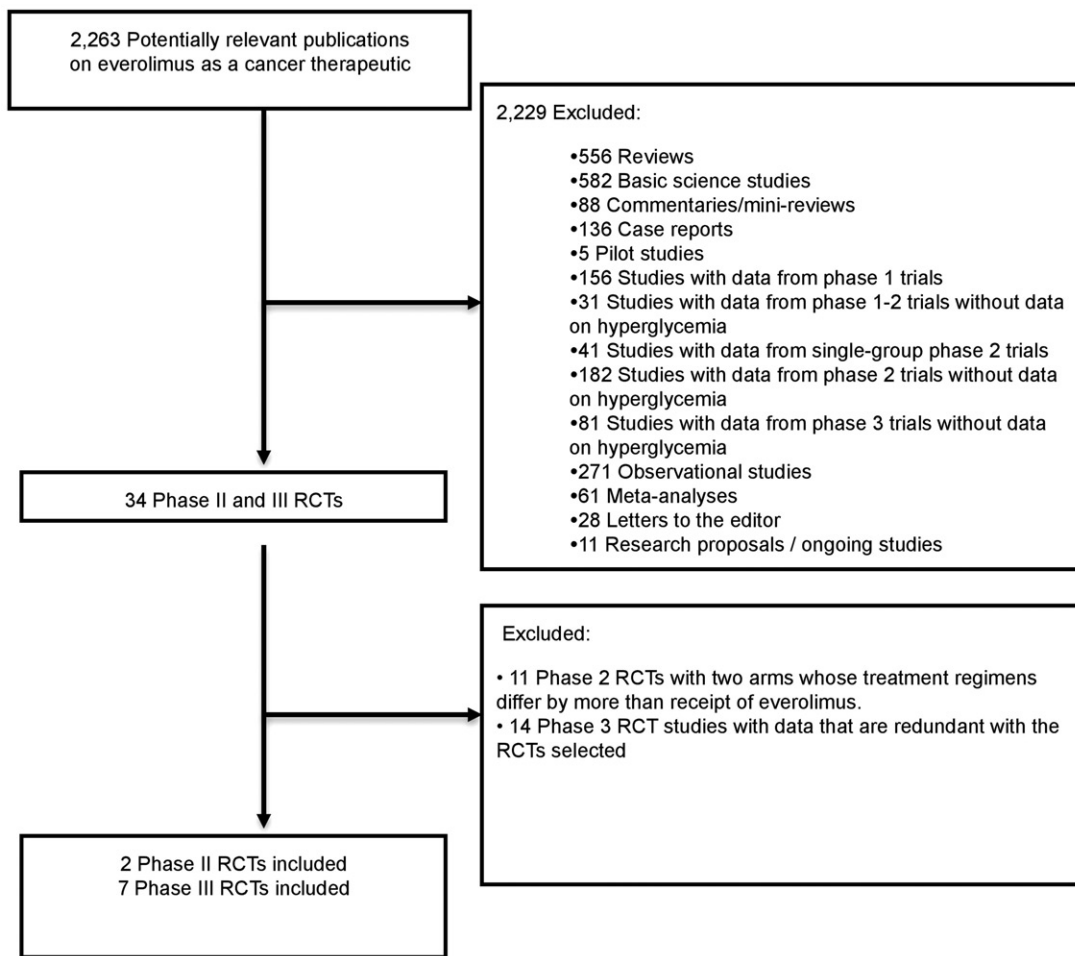 2,263 Potentially relevant publications
on everolimus as a cancer therapeutic
2,229 Excluded:
•556 Reviews
•582 Basic science studies
•88 Commentaries/mini-reviews
•136 Case reports
•5 Pilot studies
•156 Studies with data from phase 1 trials
•31 Studies with data from phase 1-2 trials without data
on hyperglycemia
•41 Studies with data from single-group phase 2 trials
•182 Studies with data from phase 2 trials without data
on hyperglycemia
•81 Studies with data from phase 3 trials without data
on hyperglycemia
•271 Observational studies
•61 Meta-analyses
•28 Letters to the editor
•11 Research proposals / ongoing studies
34 Phase II and III RCTs
Excluded:
• 11 Phase 2 RCTs with two arms whose treatment regimens
differ by more than receipt of everolimus.
• 14 Phase 3 RCT studies with data that are redundant with the
RCTs selected
2 Phase II RCTs included
7 Phase III RCTs included